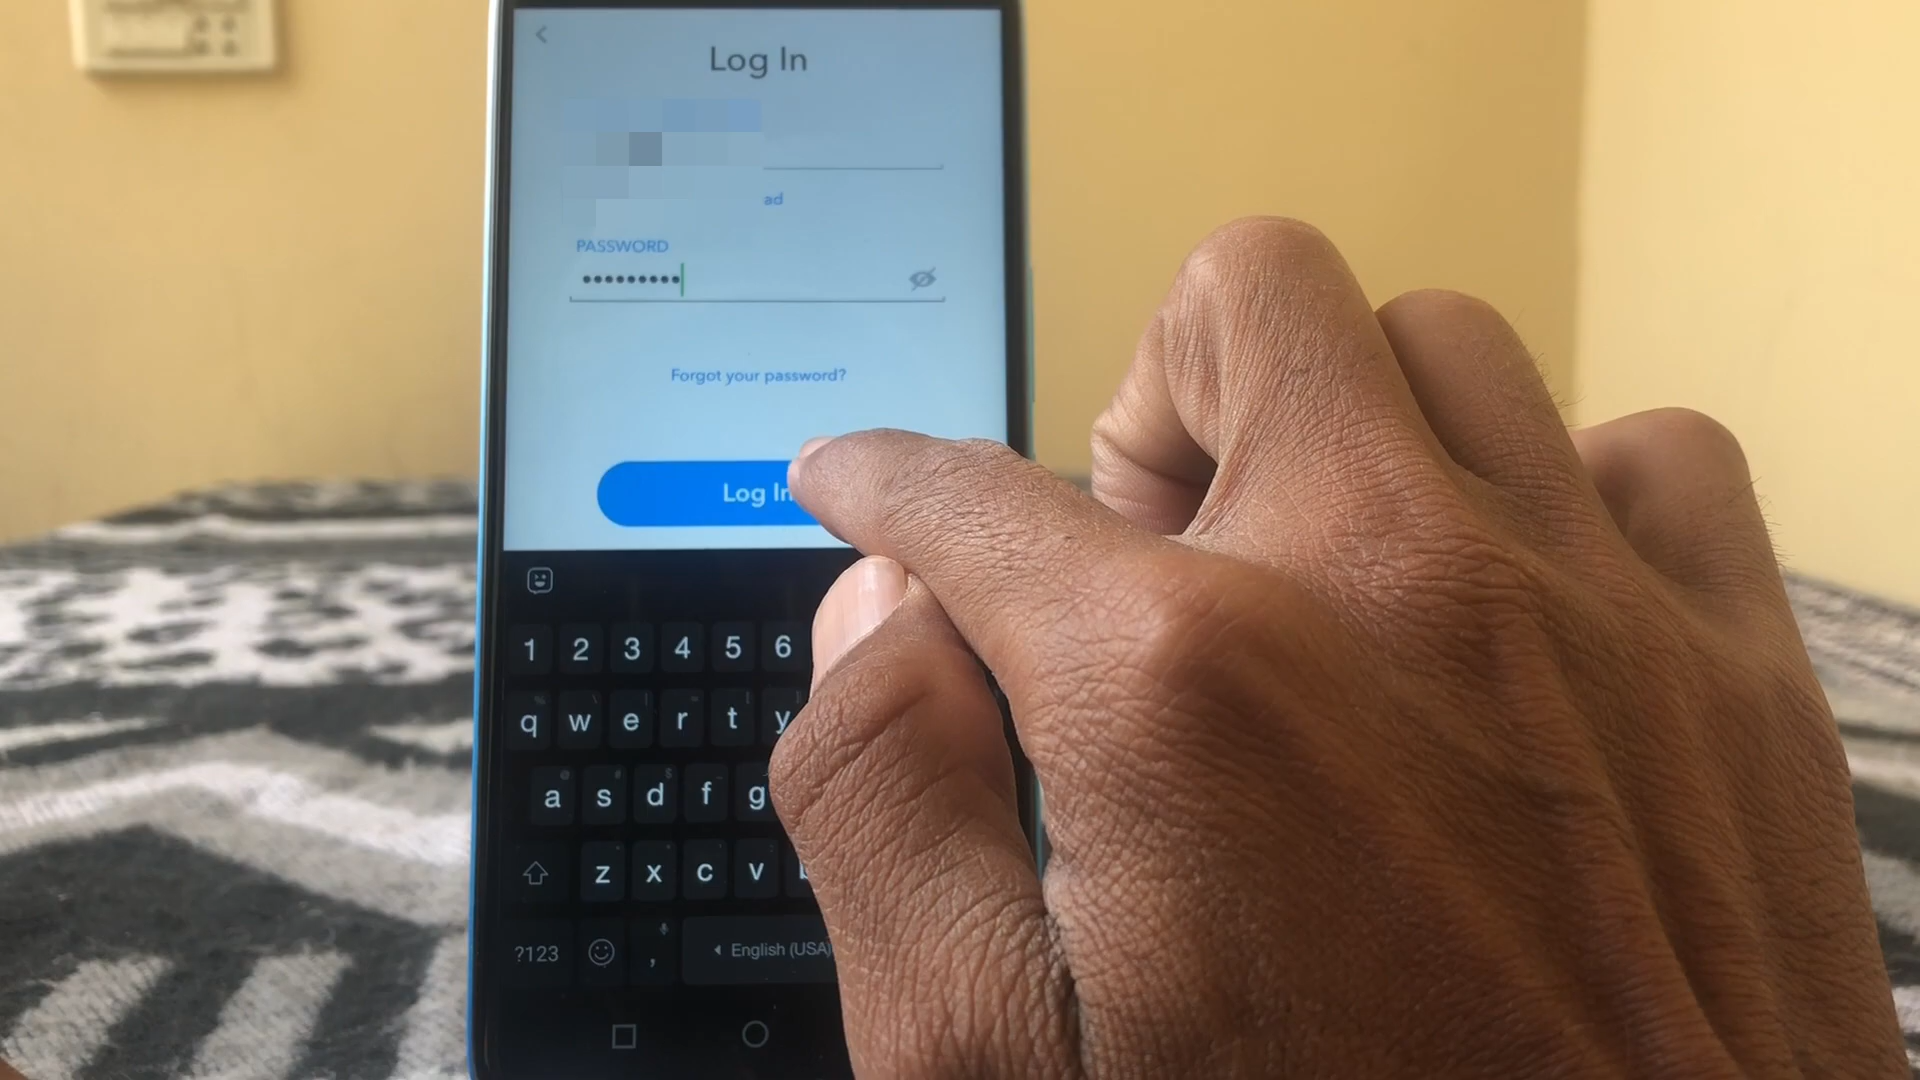 Log In
ad
PASSWORD
•••••••••
Forgot your password?
Log In
1 2 3 4 5 6
q w e r t y
a s d f g
z x c v
?123 , English (USA)